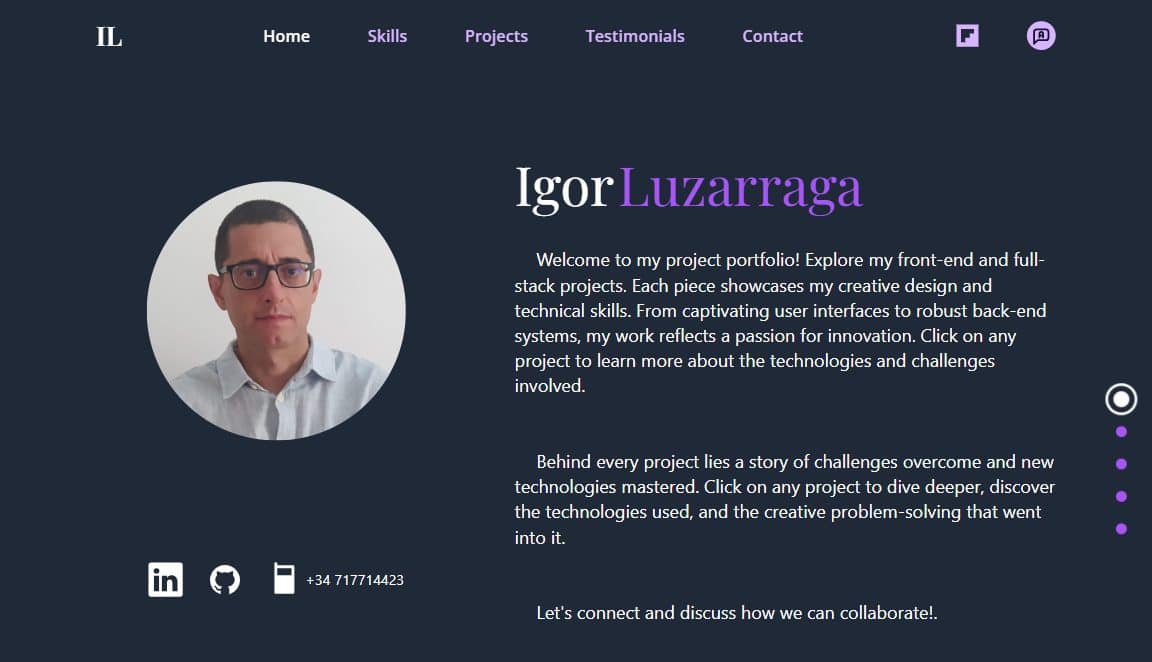 IL
Home Skills Projects Testimonials Contact
Igor Luzarraga
Welcome to my project portfolio! Explore my front-end and full-
stack projects. Each piece showcases my creative design and
technical skills. From captivating user interfaces to robust back-end
systems, my work reflects a passion for innovation. Click on any
project to learn more about the technologies and challenges
involved.
Behind every project lies a story of challenges overcome and new
technologies mastered. Click on any project to dive deeper, discover
the technologies used, and the creative problem-solving that went
into it.
in
+34 717714423
Let's connect and discuss how we can collaborate!.